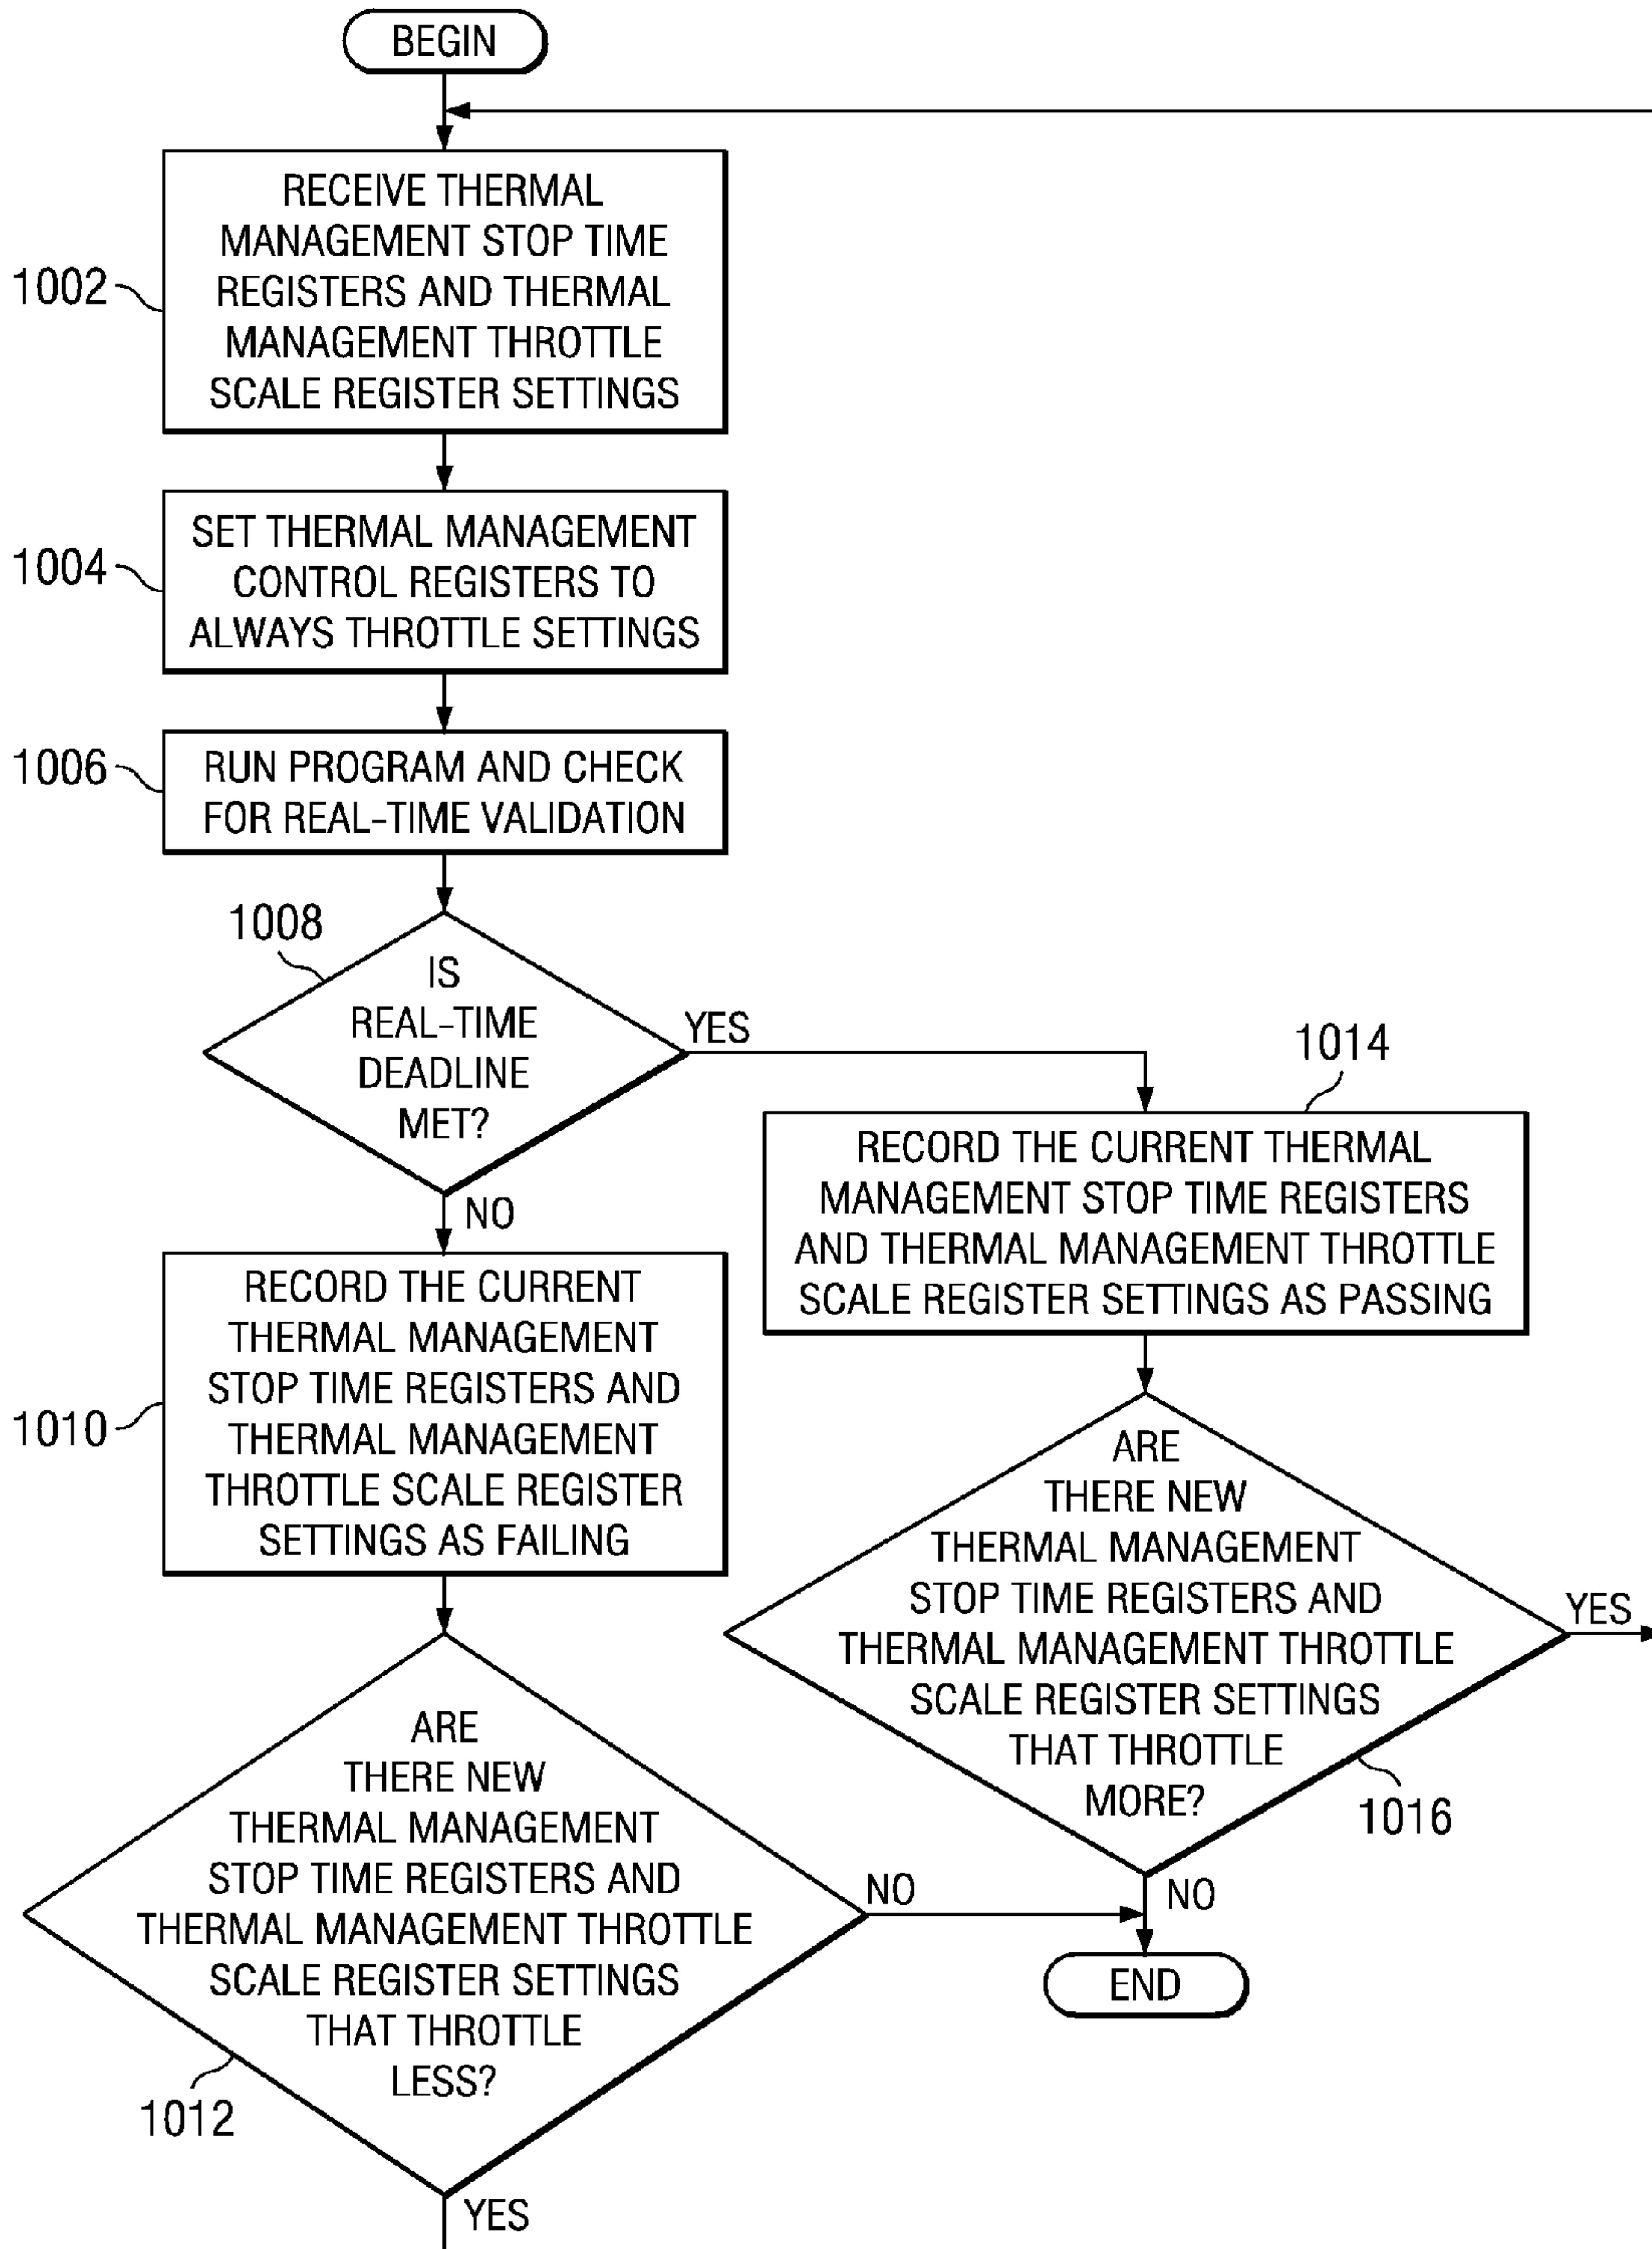 BEGIN
RECEIVE THERMAL
MANAGEMENT STOP TIME
REGISTERS AND THERMAL
MANAGEMENT THROTTLE
SCALE REGISTER SETTINGS
1002
SET THERMAL MANAGEMENT
CONTROL REGISTERS TO
ALWAYS THROTTLE SETTINGS
1004
RUN PROGRAM AND CHECK
FOR REAL-TIME VALIDATION
1006
1008
IS
REAL-TIME
DEADLINE
MET?
YES
NO
1014
RECORD THE CURRENT THERMAL
MANAGEMENT STOP TIME REGISTERS
AND THERMAL MANAGEMENT THROTTLE
SCALE REGISTER SETTINGS AS PASSING
RECORD THE CURRENT
THERMAL MANAGEMENT
STOP TIME REGISTERS AND
THERMAL MANAGEMENT
THROTTLE SCALE REGISTER
SETTINGS AS FAILING
1010
ARE
THERE NEW
THERMAL MANAGEMENT
STOP TIME REGISTERS AND
THERMAL MANAGEMENT THROTTLE
SCALE REGISTER SETTINGS
THAT THROTTLE
MORE?
YES
1016
NO
ARE
THERE NEW
THERMAL MANAGEMENT
STOP TIME REGISTERS AND
THERMAL MANAGEMENT THROTTLE
SCALE REGISTER SETTINGS
THAT THROTTLE
LESS?
NO
1012
YES
END